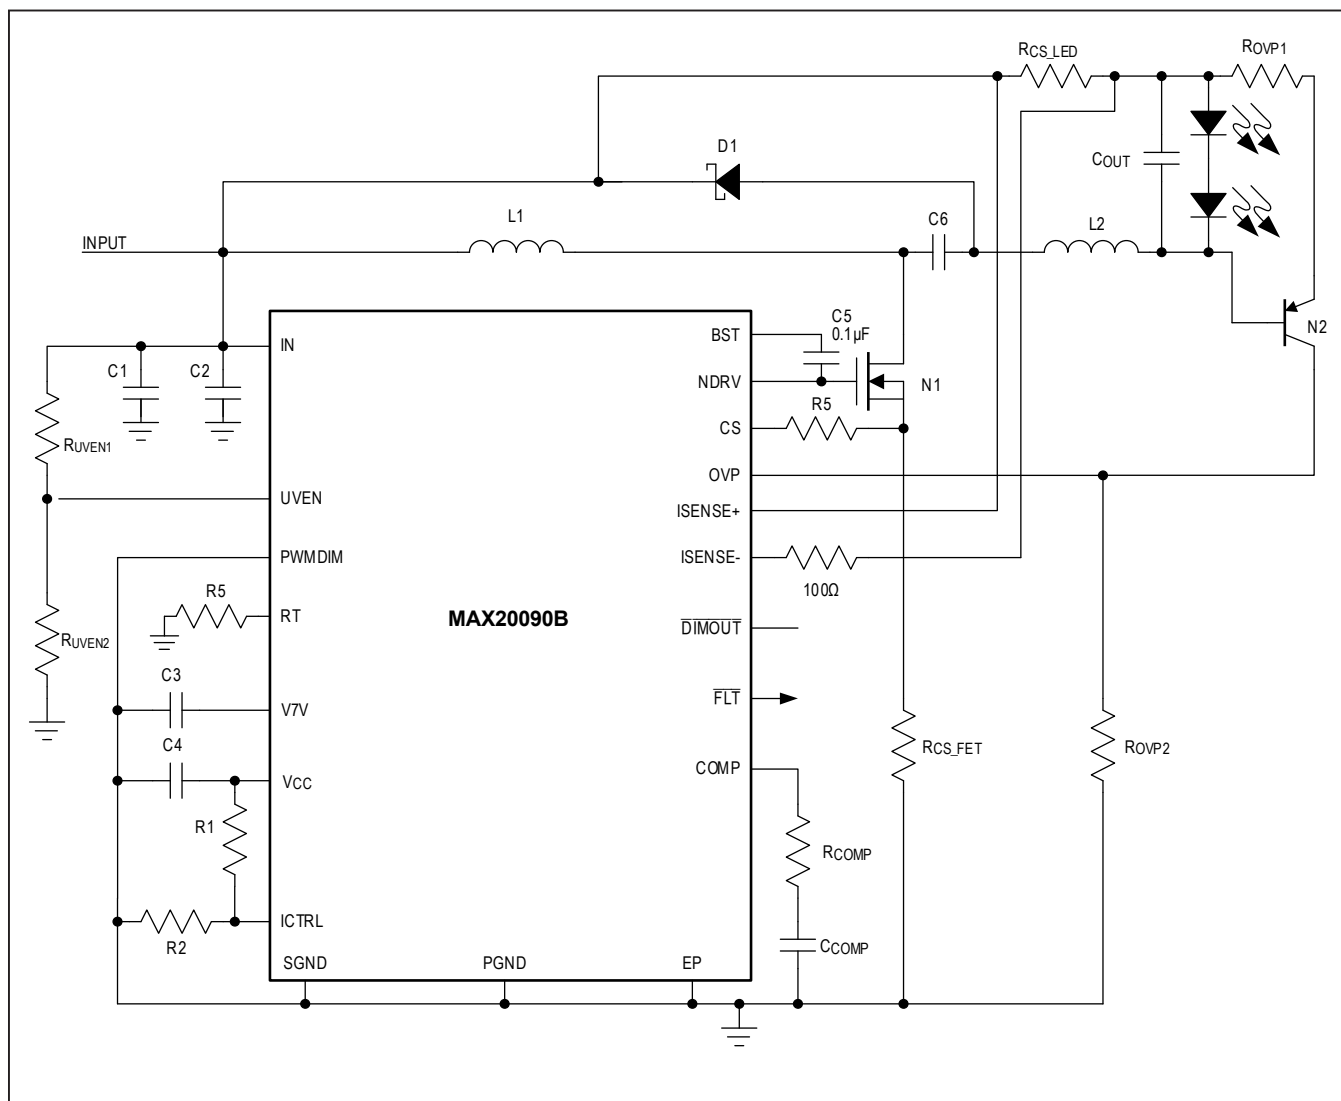 RCS_LED
ROVP1
D1
COUT
L1
C6
L2
INPUT
N2
C5
0.1µF
BST
IN
C1
C2
NDRV
N1
R5
CS
RUVEN1
OVP
UVEN
ISENSE+
PWMDIM
ISENSE-
100Ω
R5
RT
MAX20090B
DIMOUT
RUVEN2
C3
FLT
V7V
C4
RCS_FET
ROVP2
COMP
VCC
R1
RCOMP
ICTRL
R2
CCOMP
SGND
PGND
EP